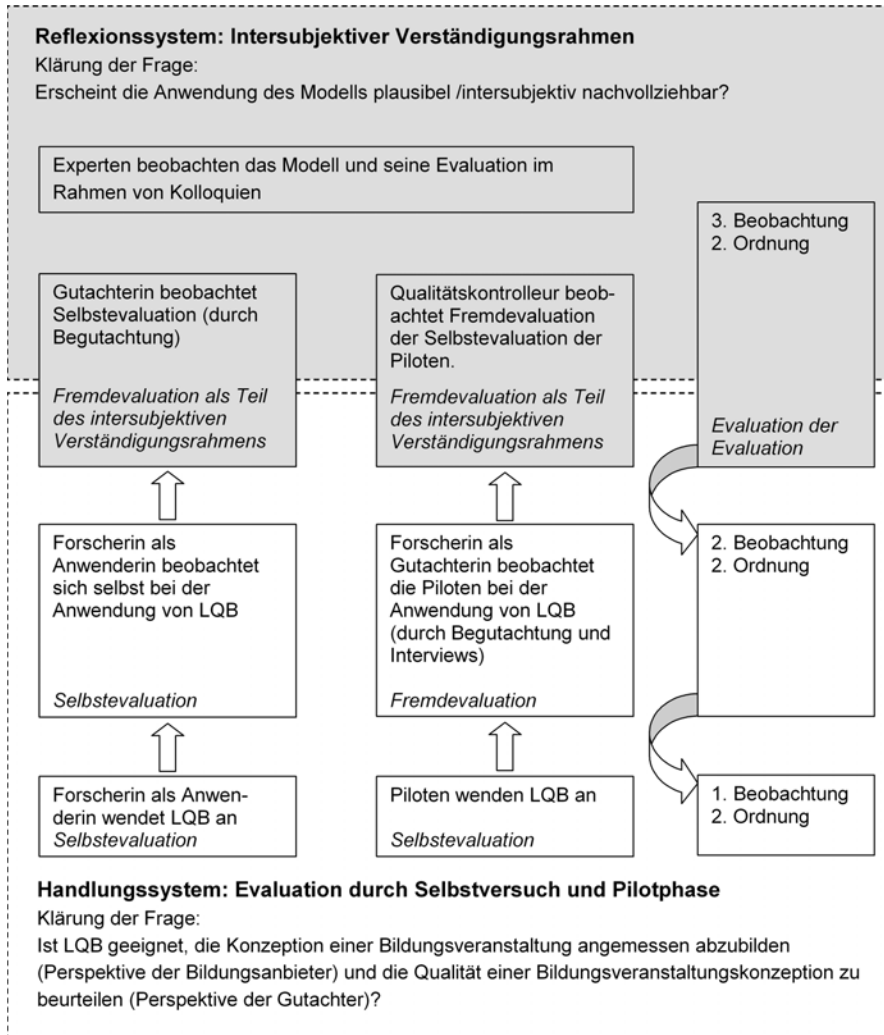 Reflexionssystem: Intersubjektiver Verständigungsrahmen
Klärung der Frage:
Erscheint die Anwendung des Modells plausibel /intersubjektiv nachvollziehbar?
Experten beobachten das Modell und seine Evaluation im
Rahmen von Kolloquien
Gutachterin beobachtet
Selbstevaluation (durch
Begutachtung)
Fremdevaluation als Teil
des intersubjektiven
Verständigungsrahmens
Qualitätskontrolleur beob-
achtet Fremdevaluation
der Selbstevaluation der
Piloten.
Fremdevaluation als Teil
des intersubjektiven
Verständigungsrahmens
3. Beobachtung
2. Ordnung
Evaluation der
Evaluation
Forscherin als
Anwenderin beobachtet
sich selbst bei der
Anwendung von LQB
Selbstevaluation
Forscherin als
Gutachterin beobachtet
die Piloten bei der
Anwendung von LQB
(durch Begutachtung und
Interviews)
Fremdevaluation
2. Beobachtung
2. Ordnung
Forscherin als Anwen-
derin wendet LQB an
Selbstevaluation
Piloten wenden LQB an
Selbstevaluation
1. Beobachtung
2. Ordnung
Handlungssystem: Evaluation durch Selbstversuch und Pilotphase
Klärung der Frage:
Ist LQB geeignet, die Konzeption einer Bildungsveranstaltung angemessen abzubilden
(Perspektive der Bildungsanbieter) und die Qualität einer Bildungsveranstaltungskonzeption zu
beurteilen (Perspektive der Gutachter)?